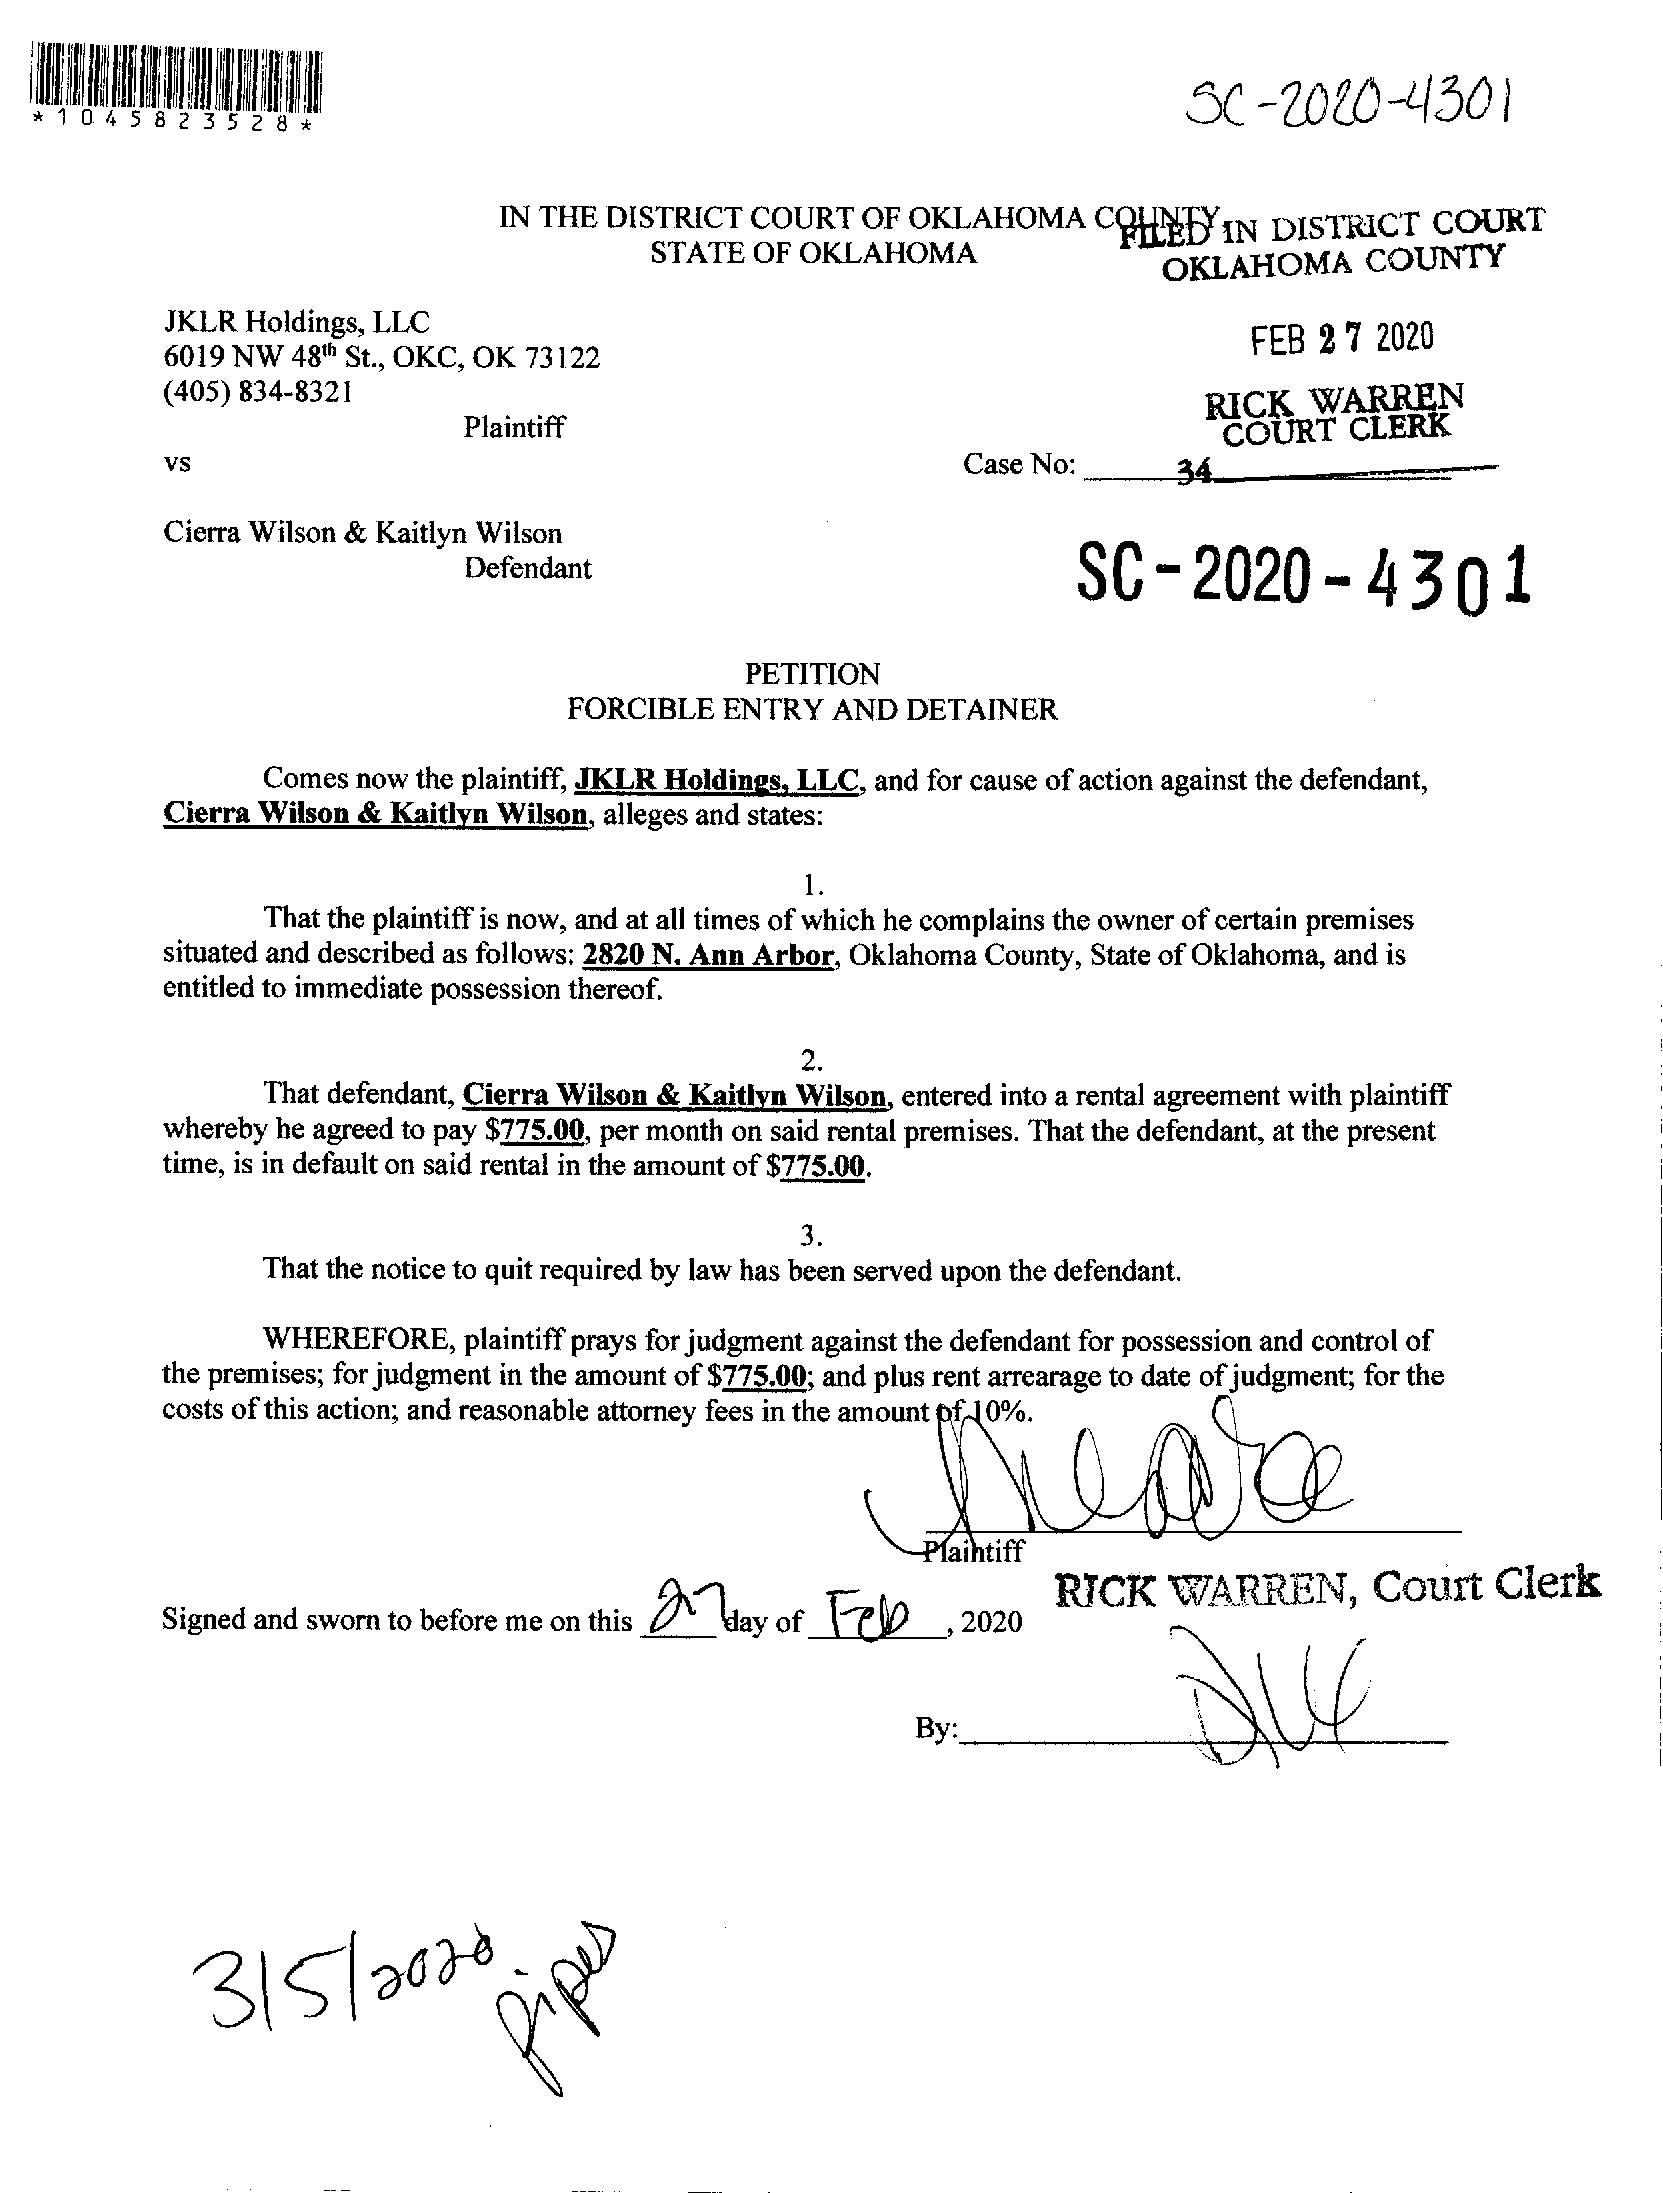 *1045823528*
SC-2020-4301
IN THE DISTRICT COURT OF OKLAHOMA COUNTY
STATE OF OKLAHOMA
FILED IN DISTRICT COURT
OKLAHOMA COUNTY
FEB 27 2020
RICK WARREN
COURT CLERK
34
JKLR Holdings, LLC
6019 NW 48th St., OKC, OK 73122
(405) 834-8321
Plaintiff
vs
Case No:
Cierra Wilson & Kaitlyn Wilson
Defendant
SC-2020-4301
PETITION
FORCIBLE ENTRY AND DETAINER
Comes now the plaintiff, JKLR Holdings, LLC, and for cause of action against the defendant,
Cierra Wilson & Kaitlyn Wilson, alleges and states:
1.
That the plaintiff is now, and at all times of which he complains the owner of certain premises
situated and described as follows: 2820 N. Ann Arbor, Oklahoma County, State of Oklahoma, and is
entitled to immediate possession thereof.
2.
That defendant, Cierra Wilson & Kaitlyn Wilson, entered into a rental agreement with plaintiff
whereby he agreed to pay $775.00, per month on said rental premises. That the defendant, at the present
time, is in default on said rental in the amount of $775.00.
3.
That the notice to quit required by law has been served upon the defendant.
WHEREFORE, plaintiff prays for judgment against the defendant for possession and control of
the premises; for judgment in the amount of $775.00; and plus rent arrearage to date of judgment; for the
costs of this action; and reasonable attorney fees in the amount of 10%.
Plaintiff
RICK WARREN, Court Clerk
Signed and sworn to before me on this 27 day of Feb, 2020
By:
3/5/2020